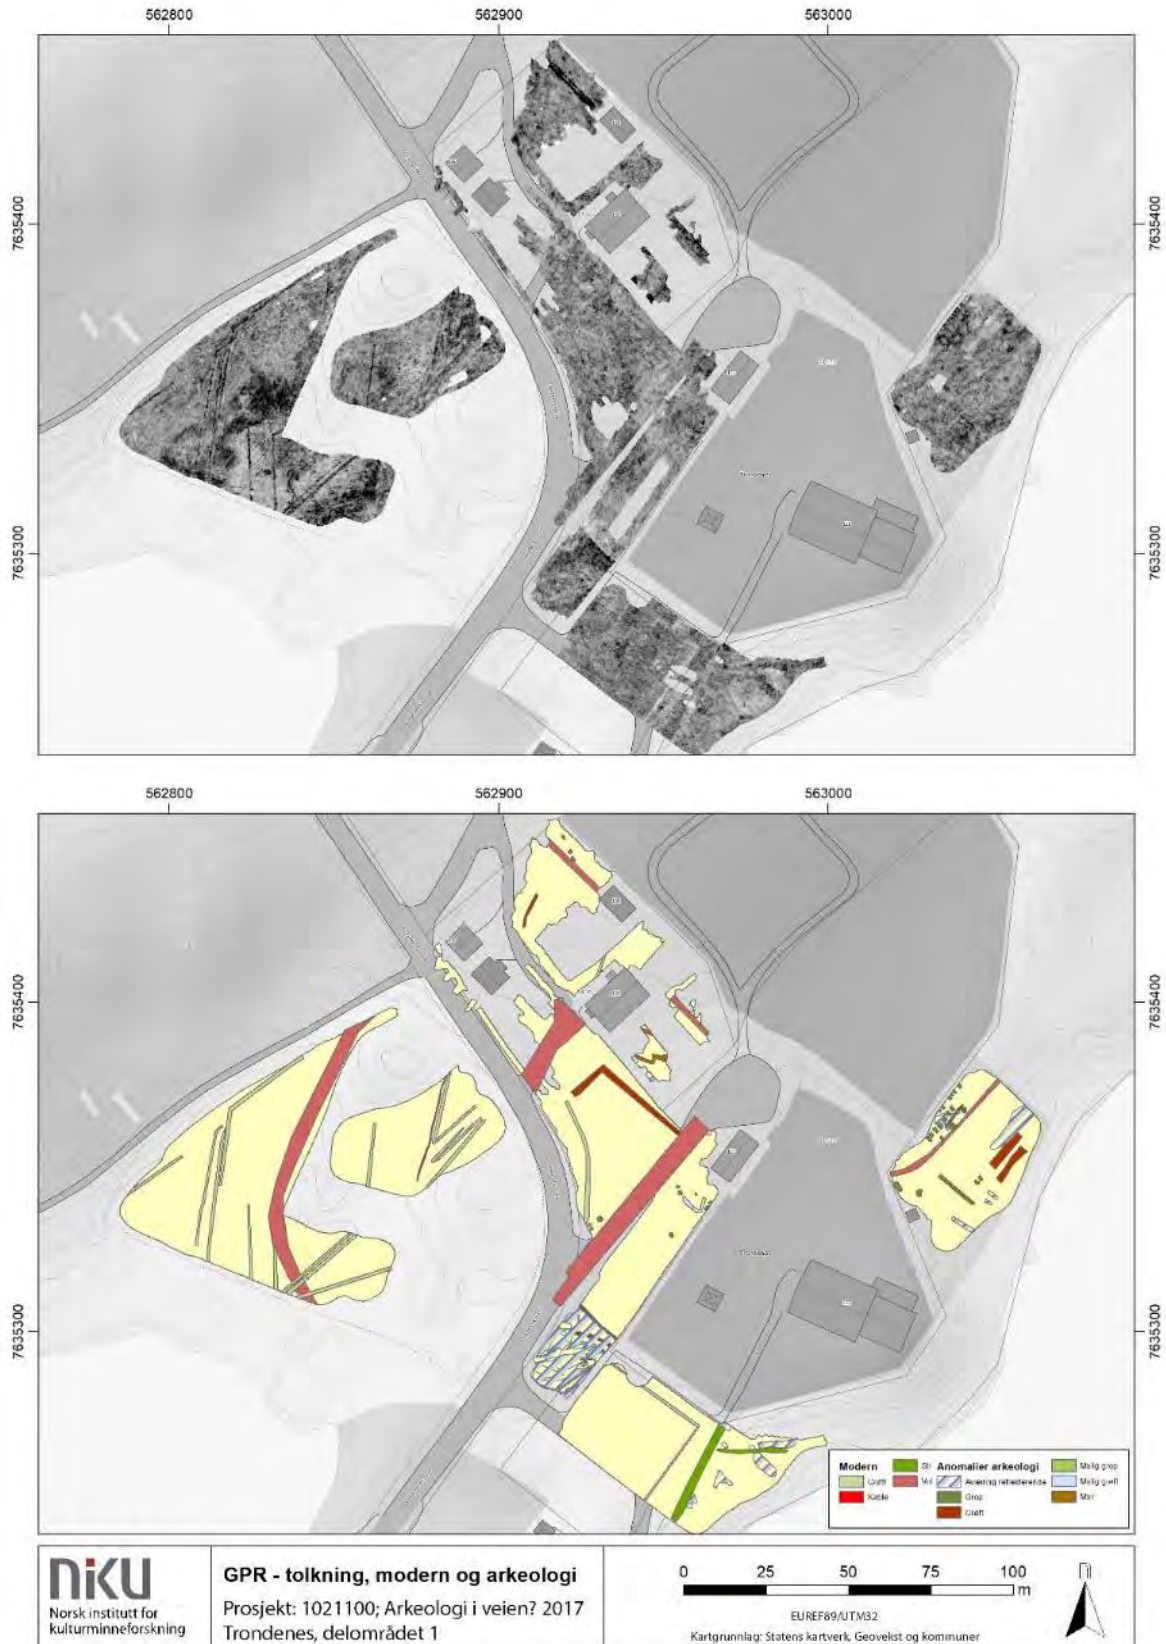 562800 562900 563000
7635400 7635400
7635300 7635300
562800 562900 563000
7635400 7635400
7635300 7635300
Modern
Grøft
Kable
Sti
Vei
Anomalier arkeologi
Grop
Grøft
Mulig grop
Mulig grøft
Mur
niKU
Norsk institutt for
kulturminneforskning
GPR - tolkning, modern og arkeologi
Prosjekt: 1021100; Arkeologi i veien? 2017
Trondenes, delområdet 1
0 25 50 75 100
m
EUREF89/UTM32
Kartgrunnlag: Statens kartverk, Geovekst og kommuner